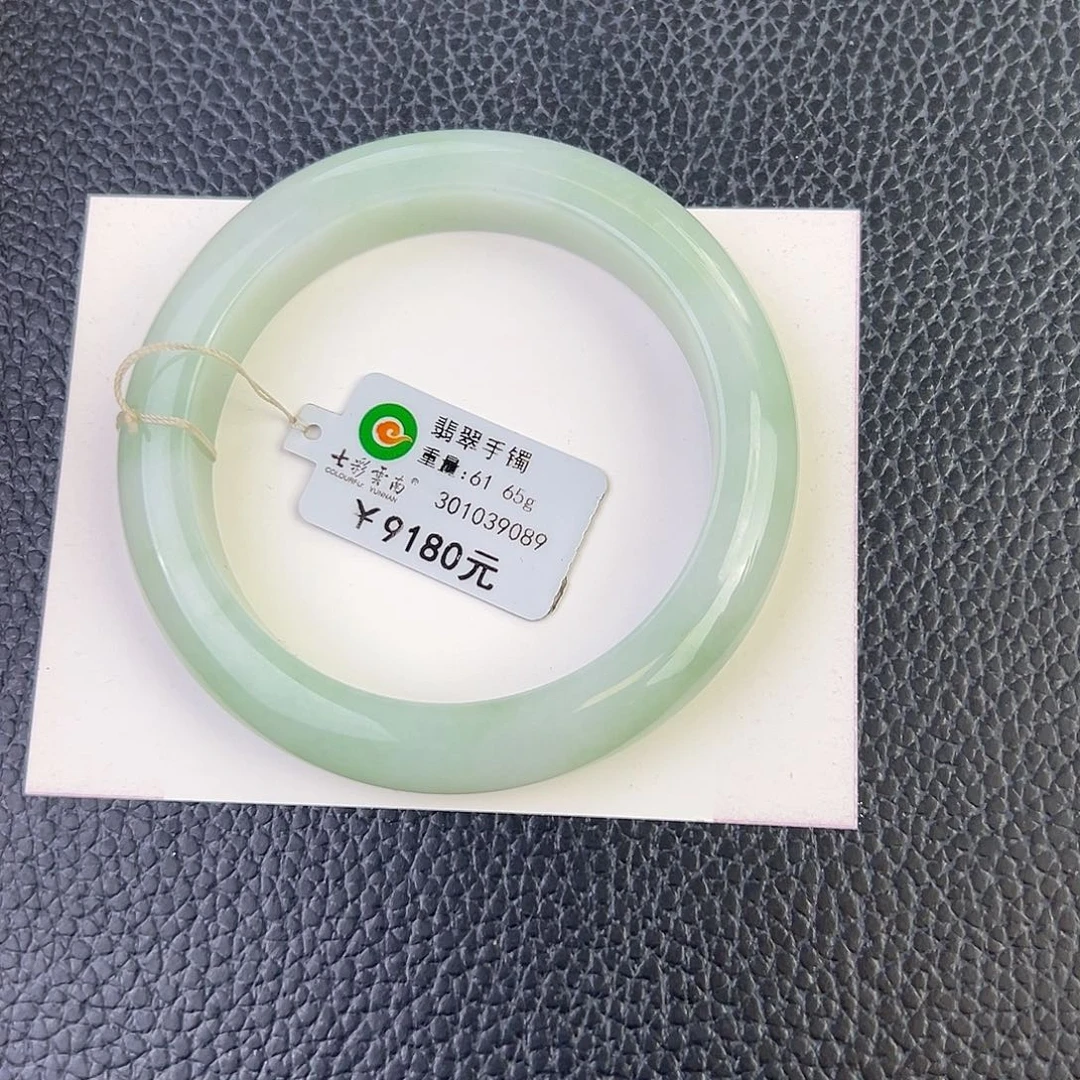 翡翠手镯
重量:61 65g
301039089
七彩雲南®
COLOURFUL YUNNAN
¥9180元